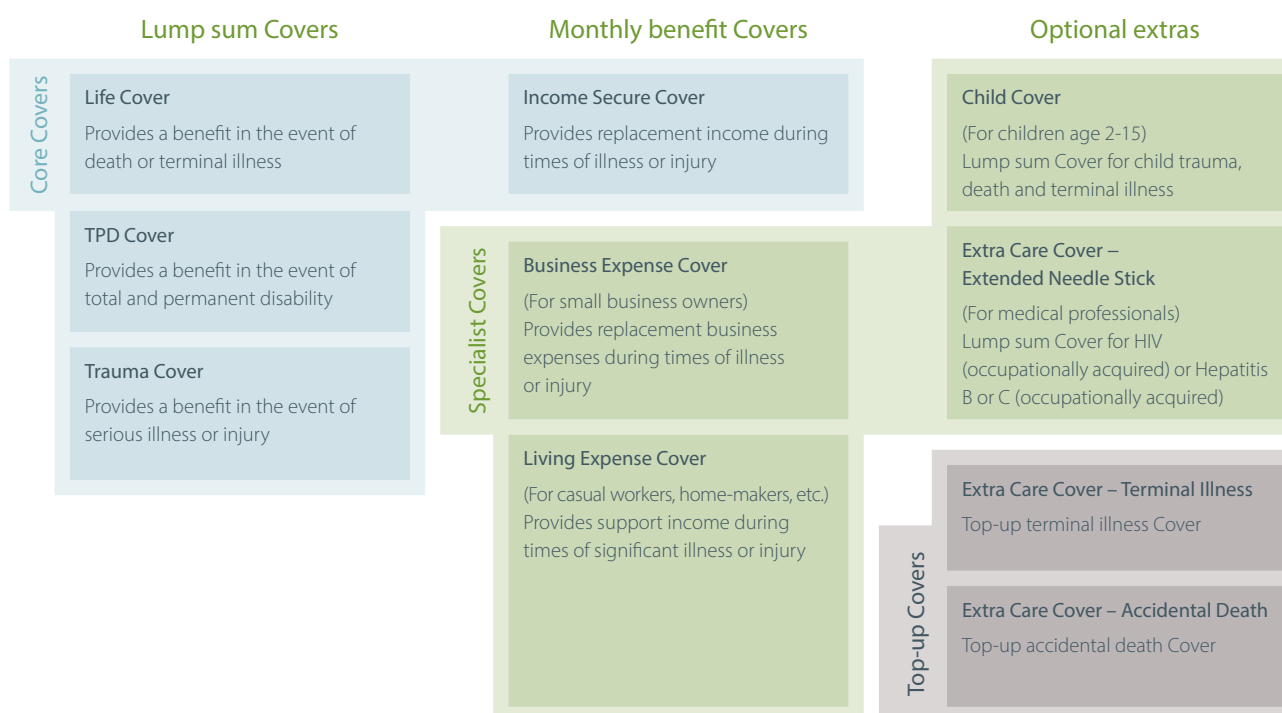 Lump sum Covers
Monthly benefit Covers
Optional extras
Core Covers
Life Cover
Provides a benefit in the event of
death or terminal illness
TPD Cover
Provides a benefit in the event of
total and permanent disability
Trauma Cover
Provides a benefit in the event of
serious illness or injury
Income Secure Cover
Provides replacement income during
times of illness or injury
Specialist Covers
Business Expense Cover
(For small business owners)
Provides replacement business
expenses during times of illness
or injury
Living Expense Cover
(For casual workers, home-makers, etc.)
Provides support income during
times of significant illness or injury
Child Cover
(For children age 2-15)
Lump sum Cover for child trauma,
death and terminal illness
Extra Care Cover –
Extended Needle Stick
(For medical professionals)
Lump sum Cover for HIV
(occupationally acquired) or Hepatitis
B or C (occupationally acquired)
Top-up Covers
Extra Care Cover – Terminal Illness
Top-up terminal illness Cover
Extra Care Cover – Accidental Death
Top-up accidental death Cover